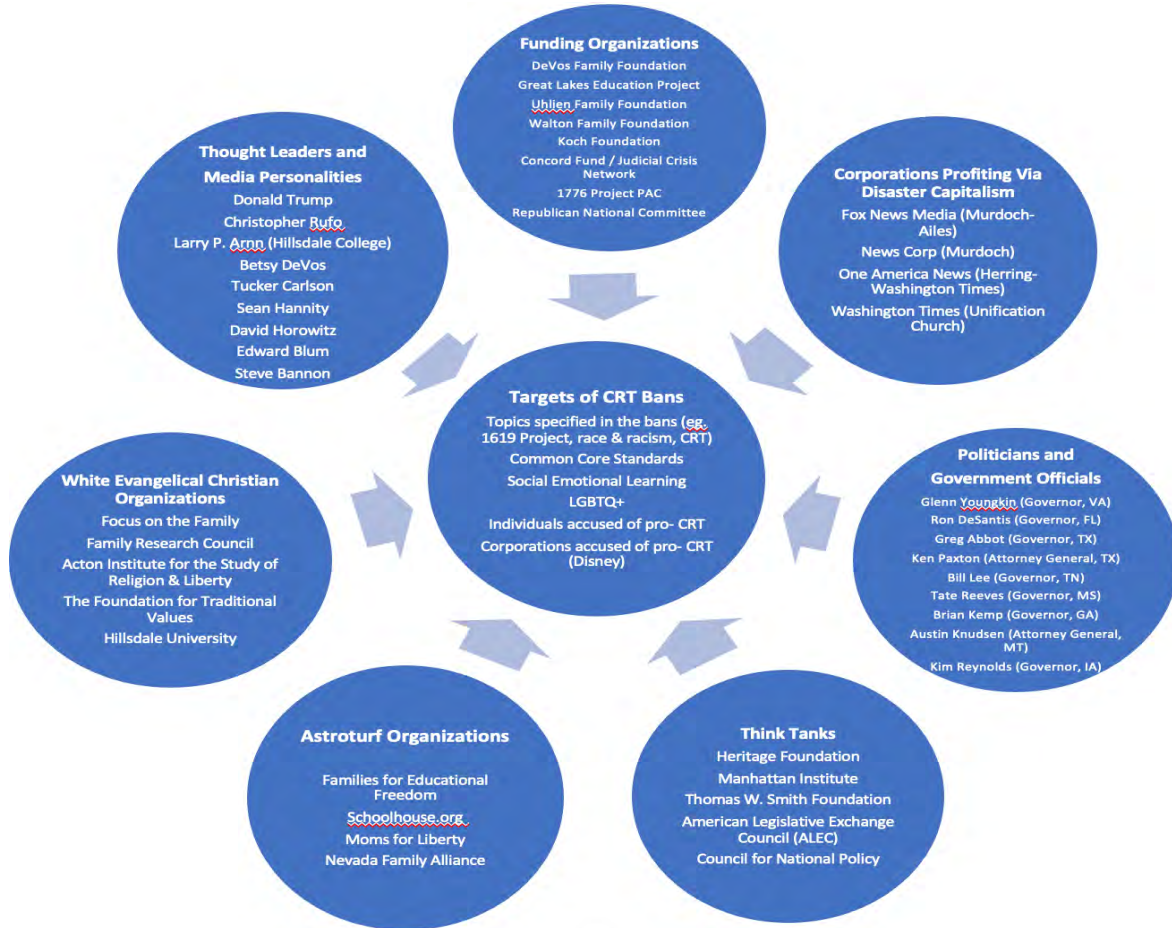 Funding Organizations
DeVos Family Foundation
Great Lakes Education Project
Uhlien Family Foundation
Walton Family Foundation
Koch Foundation
Concord Fund / Judicial Crisis
Network
1776 Project PAC
Republican National Committee
Thought Leaders and
Media Personalities
Donald Trump
Christopher Rufo
Larry P. Arnn (Hillsdale College)
Betsy DeVos
Tucker Carlson
Sean Hannity
David Horowitz
Edward Blum
Steve Bannon
Corporations Profiting Via
Disaster Capitalism
Fox News Media (Murdoch-
Ailes)
News Corp (Murdoch)
One America News (Herring-
Washington Times)
Washington Times (Unification
Church)
Targets of CRT Bans
Topics specified in the bans (eg.
1619 Project, race & racism, CRT)
Common Core Standards
Social Emotional Learning
LGBTQ+
Individuals accused of pro- CRT
Corporations accused of pro- CRT
(Disney)
White Evangelical Christian
Organizations
Focus on the Family
Family Research Council
Acton Institute for the Study of
Religion & Liberty
The Foundation for Traditional
Values
Hillsdale University
Politicians and
Government Officials
Glenn Youngkin (Governor, VA)
Ron DeSantis (Governor, FL)
Greg Abbot (Governor, TX)
Ken Paxton (Attorney General, TX)
Bill Lee (Governor, TN)
Tate Reeves (Governor, MS)
Brian Kemp (Governor, GA)
Austin Knudsen (Attorney General,
MT)
Kim Reynolds (Governor, IA)
Astroturf Organizations
Families for Educational
Freedom
Schoolhouse.org
Moms for Liberty
Nevada Family Alliance
Think Tanks
Heritage Foundation
Manhattan Institute
Thomas W. Smith Foundation
American Legislative Exchange
Council (ALEC)
Council for National Policy